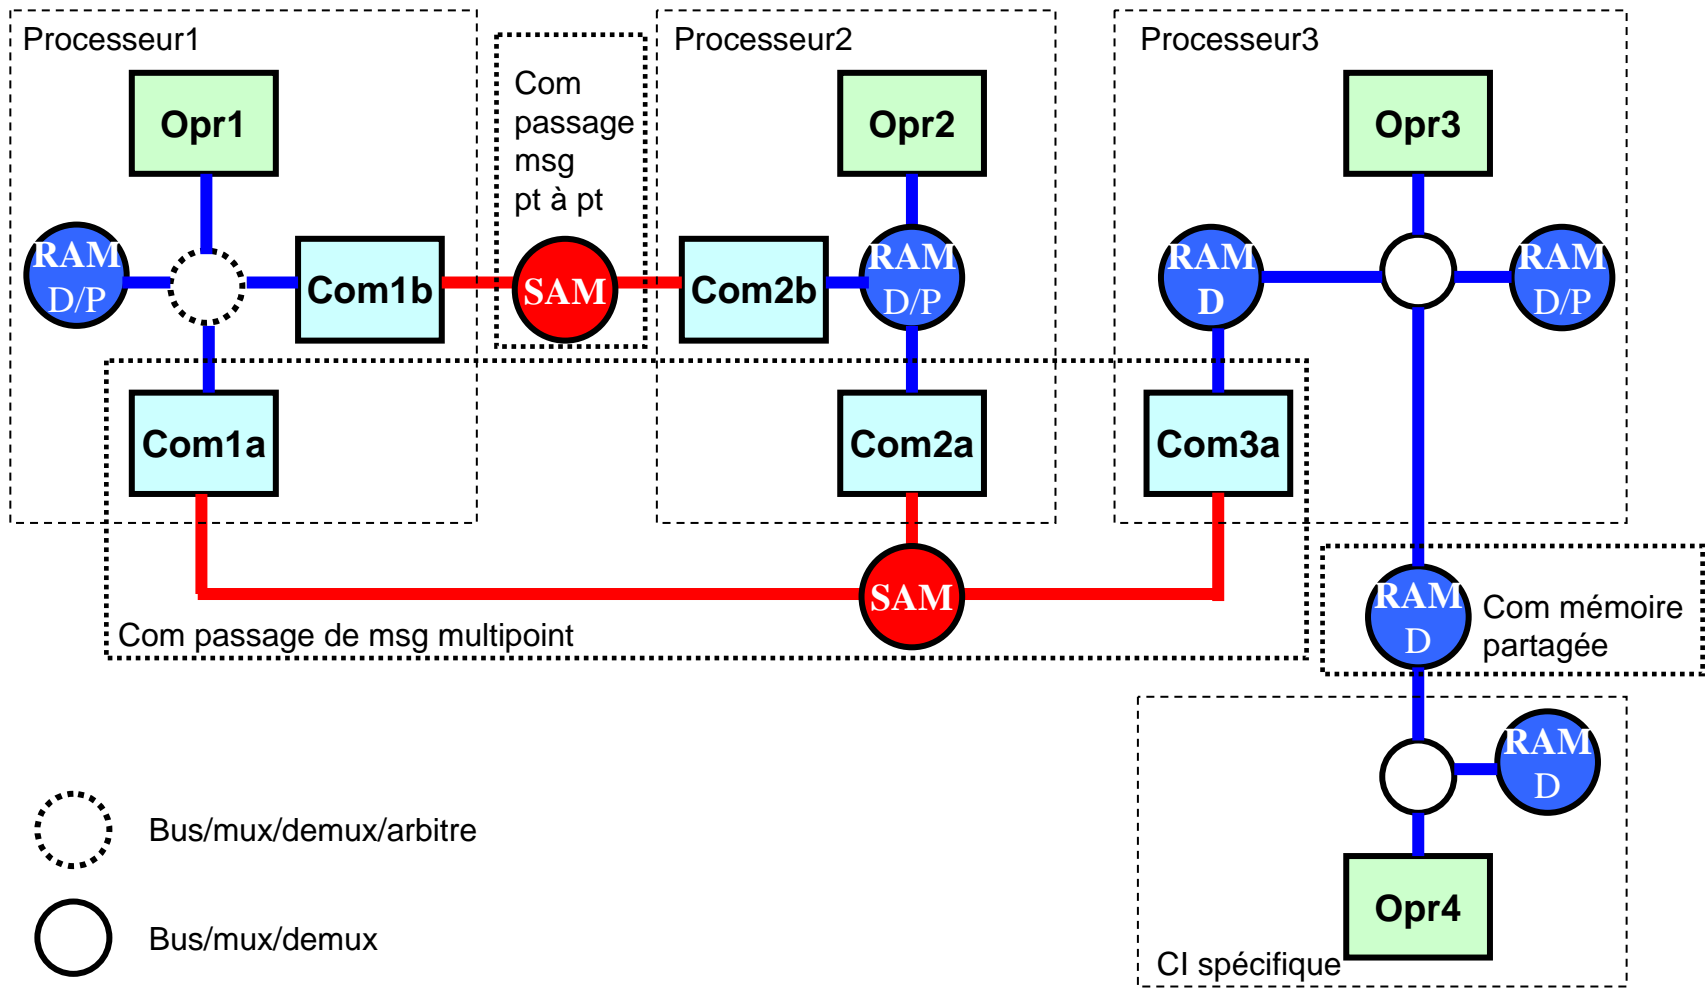 Processeur1
Processeur2
Processeur3
Com
passage
msg
pt à pt
Opr1
Opr2
Opr3
RAM
D/P
Com1b
SAM
Com2b
RAM
D/P
RAM
D
RAM
D/P
Com1a
Com2a
Com3a
SAM
Com passage de msg multipoint
RAM
D
Com mémoire
partagée
RAM
D
Bus/mux/demux/arbitre
Opr4
Bus/mux/demux
CI spécifique